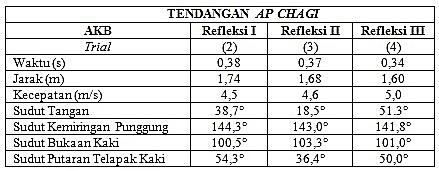 TENDANGAN AP CHAGI
AKB Refleksi I Refleksi II Refleksi III
Trial (2) (3) (4)
Waktu (s) 0,38 0,37 0,34
Jarak (m) 1,74 1,68 1,60
Kecepatan (m/s) 4,5 4,6 5,0
Sudut Tangan 38,7° 18,5° 51.3°
Sudut Kemiringan Punggung 144,3° 143,0° 141,8°
Sudut Bukaan Kaki 100,5° 103,3° 101,0°
Sudut Putaran Telapak Kaki 54,3° 36,4° 50,0°